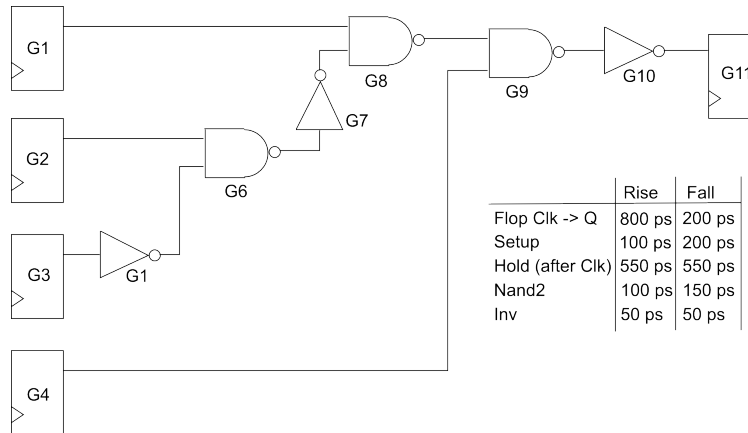 G1
G8
G9
G10
G11
G7
G2
G6
G3
G1
G4
Rise Fall
Flop Clk -> Q 800 ps 200 ps
Setup 100 ps 200 ps
Hold (after Clk) 550 ps 550 ps
Nand2 100 ps 150 ps
Inv 50 ps 50 ps